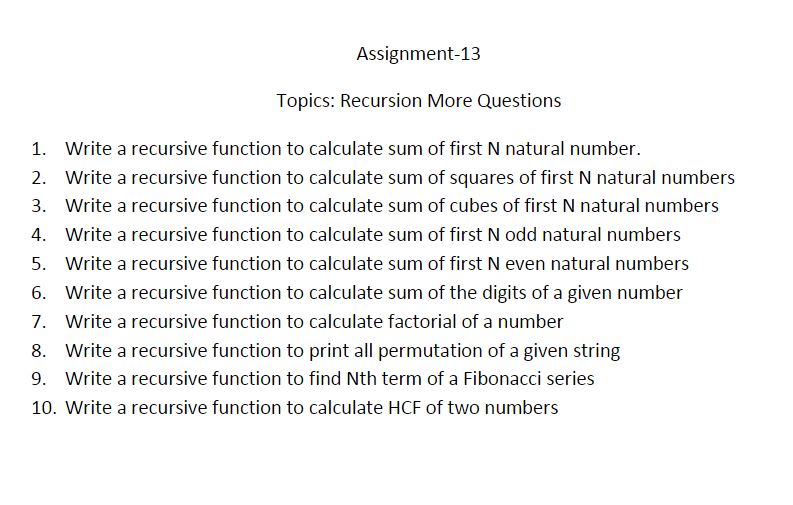 Assignment-13
Topics: Recursion More Questions
1. Write a recursive function to calculate sum of first N natural number.
2. Write a recursive function to calculate sum of squares of first N natural numbers
3. Write a recursive function to calculate sum of cubes of first N natural numbers
4. Write a recursive function to calculate sum of first N odd natural numbers
5. Write a recursive function to calculate sum of first N even natural numbers
6. Write a recursive function to calculate sum of the digits of a given number
7. Write a recursive function to calculate factorial of a number
8. Write a recursive function to print all permutation of a given string
9. Write a recursive function to find Nth term of a Fibonacci series
10. Write a recursive function to calculate HCF of two numbers